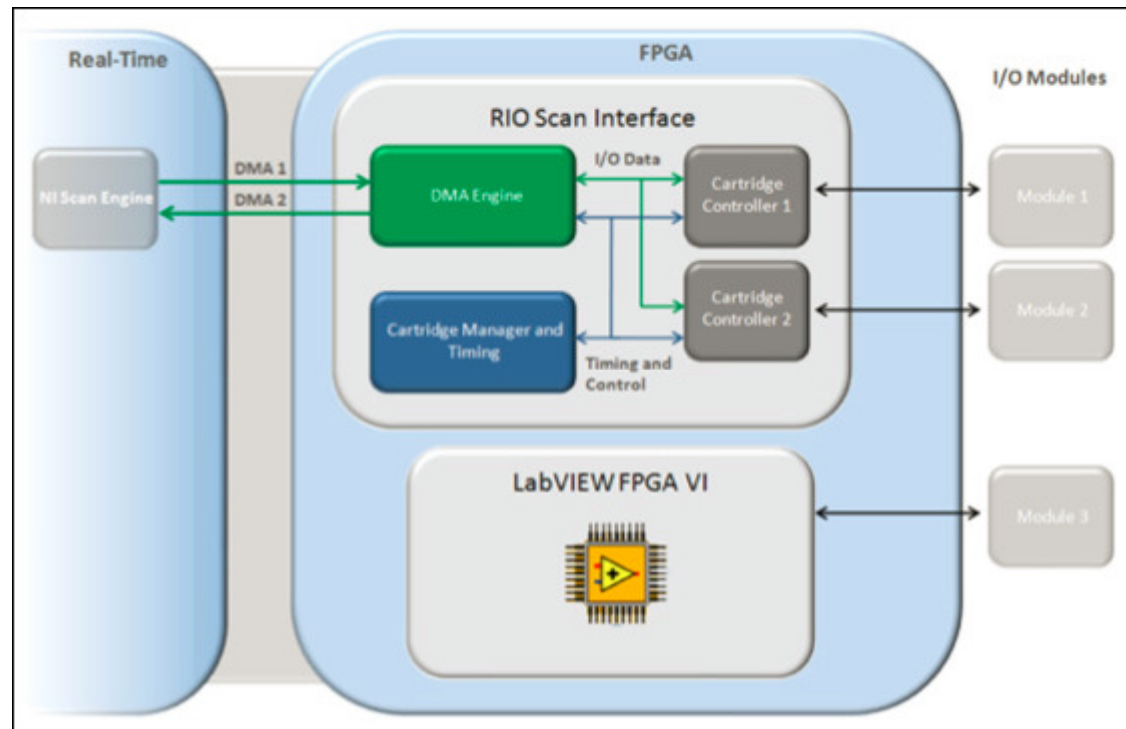 Real-Time
FPGA
I/O Modules
RIO Scan Interface
NI Scan Engine
DMA 1
DMA 2
DMA Engine
I/O Data
Cartridge
Controller 1
Module 1
Cartridge Manager and
Timing
Cartridge
Controller 2
Module 2
Timing and
Control
LabVIEW FPGA VI
Module 3